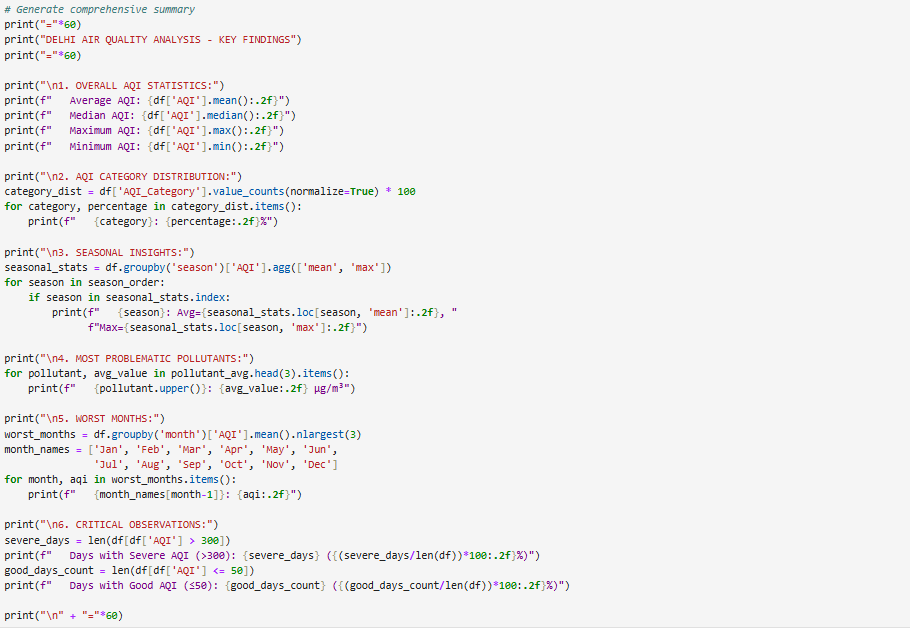 # Generate comprehensive summary
print("="*60)
print("DELHI AIR QUALITY ANALYSIS - KEY FINDINGS")
print("="*60)

print("\n1. OVERALL AQI STATISTICS:")
print(f"   Average AQI: {df['AQI'].mean():.2f}")
print(f"   Median AQI: {df['AQI'].median():.2f}")
print(f"   Maximum AQI: {df['AQI'].max():.2f}")
print(f"   Minimum AQI: {df['AQI'].min():.2f}")

print("\n2. AQI CATEGORY DISTRIBUTION:")
category_dist = df['AQI_Category'].value_counts(normalize=True) * 100
for category, percentage in category_dist.items():
    print(f"   {category}: {percentage:.2f}%")

print("\n3. SEASONAL INSIGHTS:")
seasonal_stats = df.groupby('season')['AQI'].agg(['mean', 'max'])
for season in season_order:
    if season in seasonal_stats.index:
        print(f"   {season}: Avg={seasonal_stats.loc[season, 'mean']:.2f}, "
              f"Max={seasonal_stats.loc[season, 'max']:.2f}")

print("\n4. MOST PROBLEMATIC POLLUTANTS:")
for pollutant, avg_value in pollutant_avg.head(3).items():
    print(f"   {pollutant.upper()}: {avg_value:.2f} μg/m³")

print("\n5. WORST MONTHS:")
worst_months = df.groupby('month')['AQI'].mean().nlargest(3)
month_names = ['Jan', 'Feb', 'Mar', 'Apr', 'May', 'Jun',
               'Jul', 'Aug', 'Sep', 'Oct', 'Nov', 'Dec']
for month, aqi in worst_months.items():
    print(f"   {month_names[month-1]}: {aqi:.2f}")

print("\n6. CRITICAL OBSERVATIONS:")
severe_days = len(df[df['AQI'] > 300])
print(f"   Days with Severe AQI (>300): {severe_days} ({(severe_days/len(df))*100:.2f}%)")
good_days_count = len(df[df['AQI'] <= 50])
print(f"   Days with Good AQI (≤50): {good_days_count} ({(good_days_count/len(df))*100:.2f}%)")

print("\n" + "="*60)